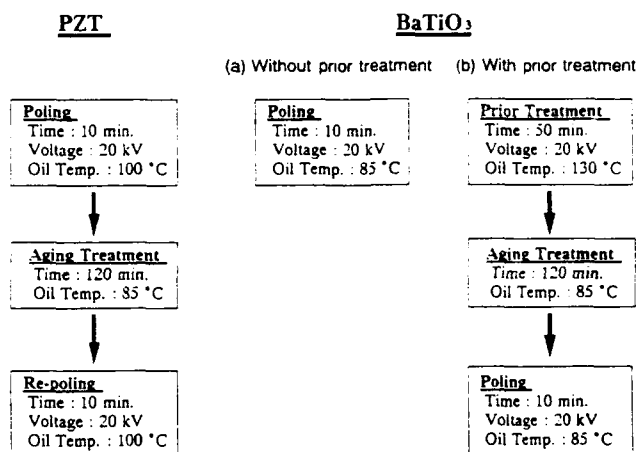 PZT
Poling
Time : 10 min.
Voltage : 20 kV
Oil Temp. : 100 °C
Aging Treatment
Time : 120 min.
Oil Temp. : 85 °C
Re-poling
Time : 10 min.
Voltage : 20 kV
Oil Temp. : 100 °C
BaTiO₃
(a) Without prior treatment
Poling
Time : 10 min.
Voltage : 20 kV
Oil Temp. : 85 °C
(b) With prior treatment
Prior Treatment
Time : 50 min.
Voltage : 20 kV
Oil Temp. : 130 °C
Aging Treatment
Time : 120 min.
Oil Temp. : 85 °C
Poling
Time : 10 min.
Voltage : 20 kV
Oil Temp. : 85 °C